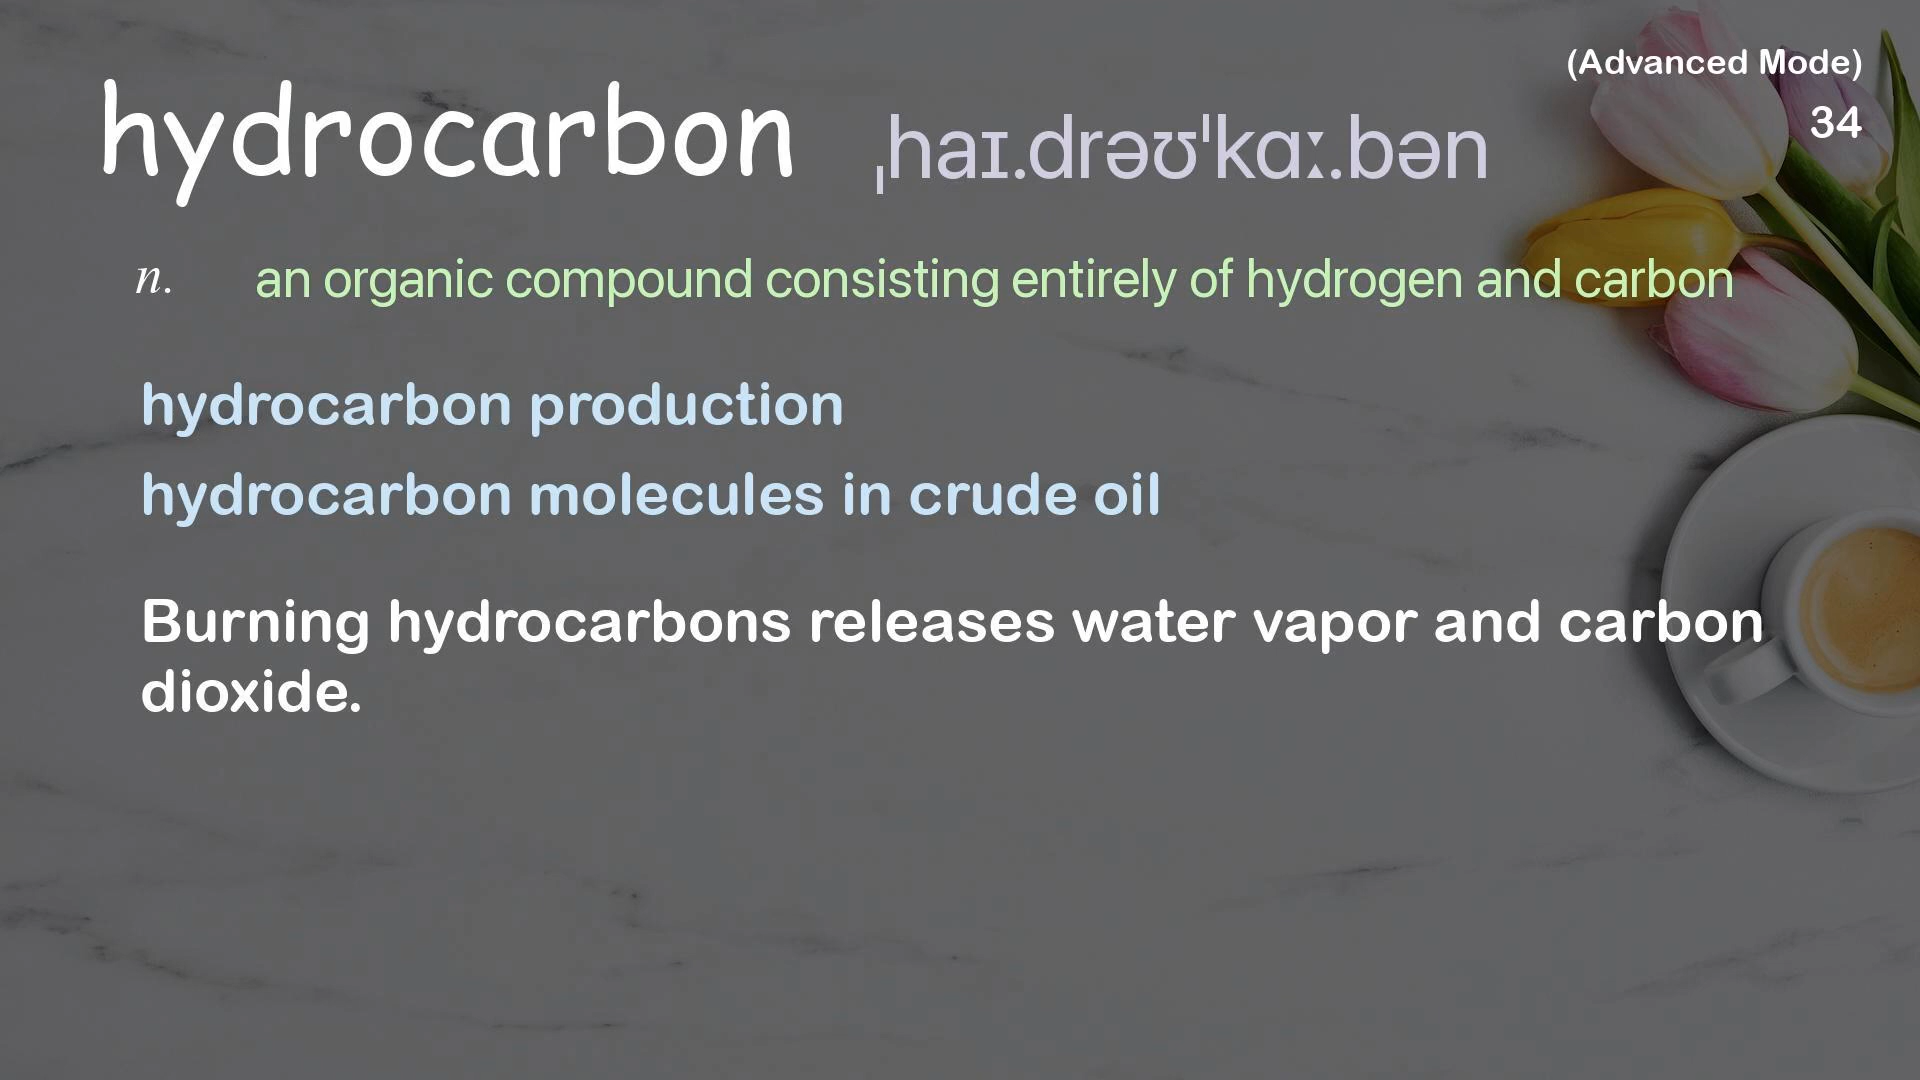 (Advanced Mode)
34
hydrocarbon ˌhaɪ.drəʊˈkɑː.bən
n. an organic compound consisting entirely of hydrogen and carbon
hydrocarbon production
hydrocarbon molecules in crude oil
Burning hydrocarbons releases water vapor and carbon
dioxide.